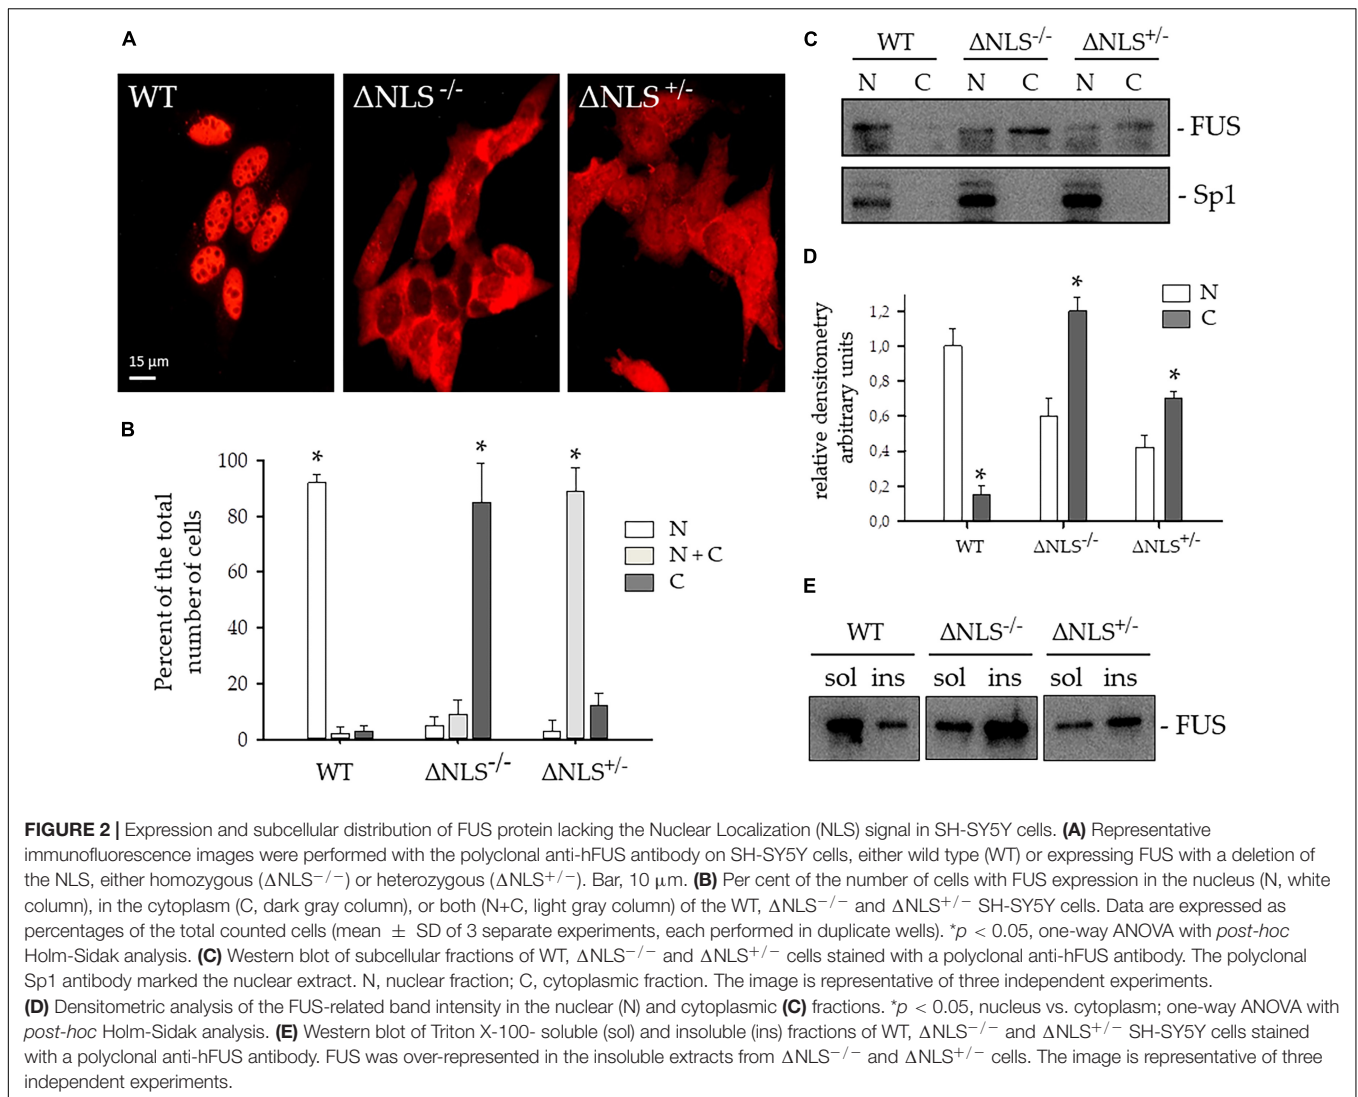 A
WT
ΔNLS-/-
ΔNLS+/-
15 μm
B
Percent of the total
number of cells
100
80
60
40
20
0
*
*
*
N
N + C
C
WT
ΔNLS-/-
ΔNLS+/-
C
WT
ΔNLS-/-
ΔNLS+/-
N C N C N C
- FUS
- Sp1
D
relative densitometry
arbitrary units
1,2
1,0
0,8
0,6
0,4
0,2
0,0
*
*
*
N
C
WT
ΔNLS-/-
ΔNLS+/-
E
WT
ΔNLS-/-
ΔNLS+/-
sol ins sol ins sol ins
- FUS
FIGURE 2 | Expression and subcellular distribution of FUS protein lacking the Nuclear Localization (NLS) signal in SH-SY5Y cells. (A) Representative
immunofluorescence images were performed with the polyclonal anti-hFUS antibody on SH-SY5Y cells, either wild type (WT) or expressing FUS with a deletion of
the NLS, either homozygous (ΔNLS−/−) or heterozygous (ΔNLS+/−). Bar, 10 μm. (B) Per cent of the number of cells with FUS expression in the nucleus (N, white
column), in the cytoplasm (C, dark gray column), or both (N+C, light gray column) of the WT, ΔNLS−/− and ΔNLS+/− SH-SY5Y cells. Data are expressed as
percentages of the total counted cells (mean ± SD of 3 separate experiments, each performed in duplicate wells). *p < 0.05, one-way ANOVA with post-hoc
Holm-Sidak analysis. (C) Western blot of subcellular fractions of WT, ΔNLS−/− and ΔNLS+/− cells stained with a polyclonal anti-hFUS antibody. The polyclonal
Sp1 antibody marked the nuclear extract. N, nuclear fraction; C, cytoplasmic fraction. The image is representative of three independent experiments.
(D) Densitometric analysis of the FUS-related band intensity in the nuclear (N) and cytoplasmic (C) fractions. *p < 0.05, nucleus vs. cytoplasm; one-way ANOVA with
post-hoc Holm-Sidak analysis. (E) Western blot of Triton X-100- soluble (sol) and insoluble (ins) fractions of WT, ΔNLS−/− and ΔNLS+/− SH-SY5Y cells stained
with a polyclonal anti-hFUS antibody. FUS was over-represented in the insoluble extracts from ΔNLS−/− and ΔNLS+/− cells. The image is representative of three
independent experiments.